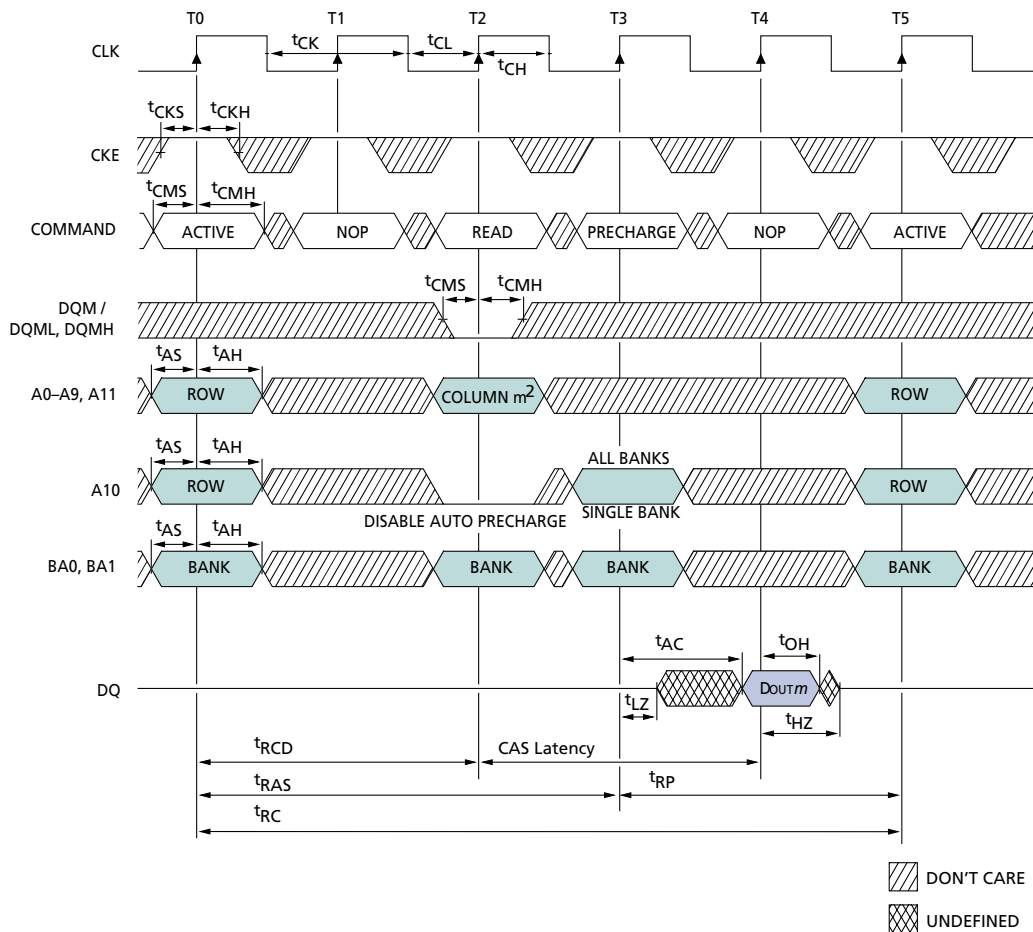 T0 T1 T2 T3 T4 T5
CLK
tCK tCL
tCH
tCKS tCKH
CKE
tCMS tCMH
COMMAND ACTIVE NOP READ PRECHARGE NOP ACTIVE
tCMS tCMH
DQM /
DQML, DQMH
tAS tAH
A0–A9, A11 ROW COLUMN m2 ROW
tAS tAH
ALL BANKS
A10 ROW ROW
DISABLE AUTO PRECHARGE SINGLE BANK
tAS tAH
BA0, BA1 BANK BANK BANK BANK
tAC tOH
DQ DOUTm
tLZ tHZ
tRCD CAS Latency
tRAS tRP
tRC
DON'T CARE
UNDEFINED